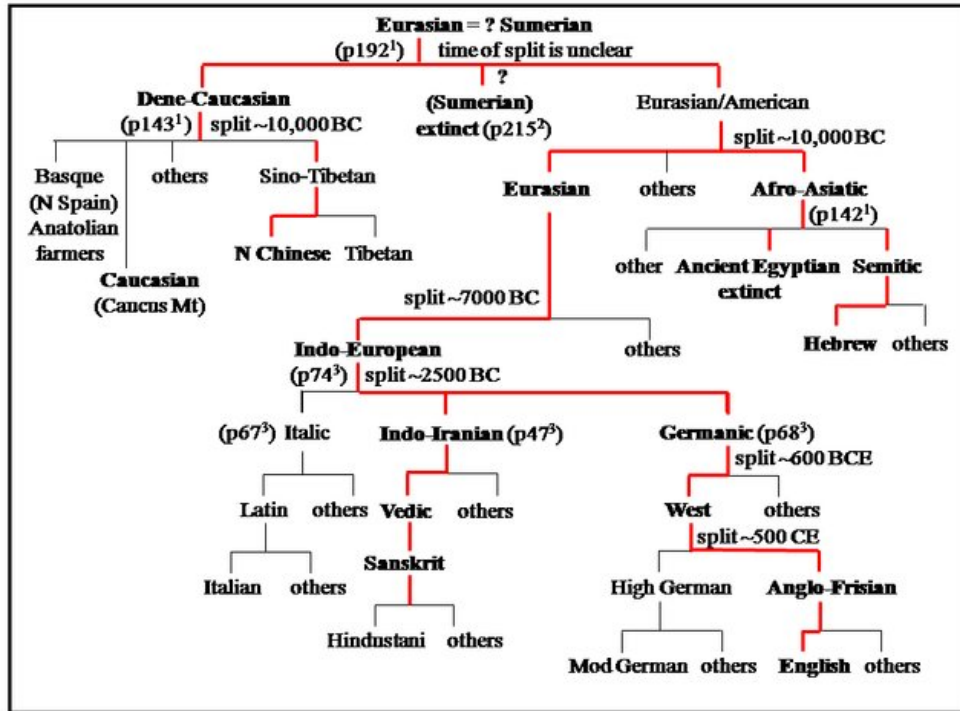 Eurasian = ? Sumerian
(p192¹) time of split is unclear
?
Dene-Caucasian
(p143¹) split ~10,000 BC
(Sumerian)
extinct (p215²)
Eurasian/American
split ~10,000 BC
Basque
(N Spain)
Anatolian
farmers
others
Sino-Tibetan
Caucasian
(Caucus Mt)
N Chinese Tibetan
Eurasian
others
Afro-Asiatic
(p142¹)
other
Ancient Egyptian
extinct
Semitic
Hebrew others
split ~7000 BC
Indo-European
(p74³) split ~2500 BC
others
(p67³) Italic
Indo-Iranian (p47³)
Germanic (p68³)
split ~600 BCE
Latin others
Vedic others
West others
split ~500 CE
Italian others
Sanskrit
Hindustani others
High German
Anglo-Frisian
Mod German others
English others